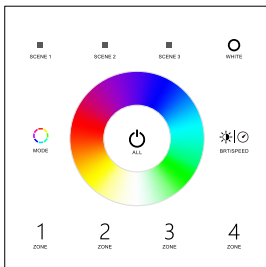 SCENE 1 SCENE 2 SCENE 3 WHITE
MODE ALL BRT/SPEED
1 2 3 4
ZONE ZONE ZONE ZONE